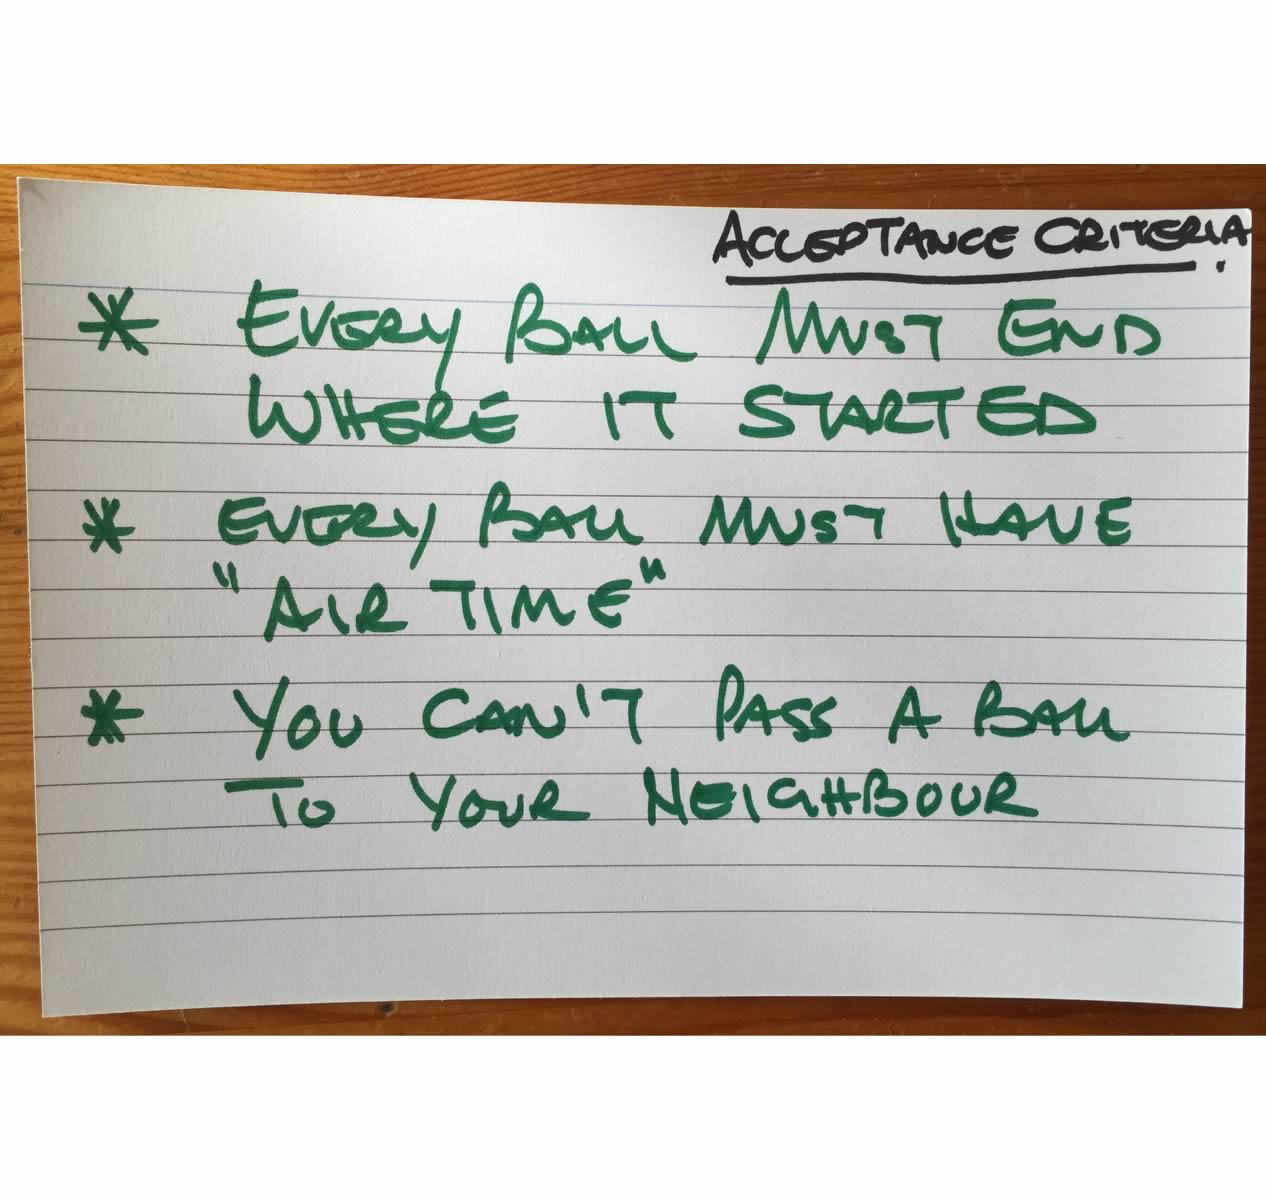 ACCEPTANCE CRITERIA.
* EVERY BALL MUST END
WHERE IT STARTED
* EVERY BALL MUST HAVE
"AIR TIME"
* YOU CAN'T PASS A BALL
TO YOUR NEIGHBOUR